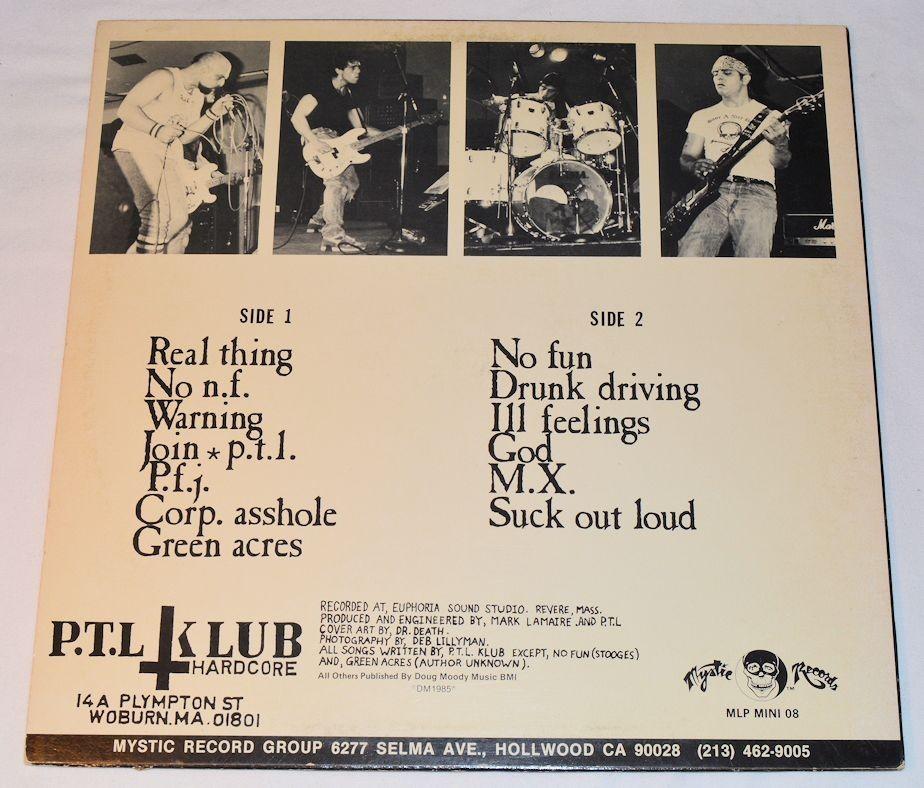 Marshall
SIDE 1
Real thing
No n.f.
Warning
Join * p.t.l.
P.f.j.
Corp. asshole
Green acres
SIDE 2
No fun
Drunk driving
Ill feelings
God
M.X.
Suck out loud
P.T.L KLUB
HARDCORE
14A PLYMPTON ST
WOBURN.MA.01801
RECORDED AT, EUPHORIA SOUND STUDIO. REVERE, MASS.
PRODUCED AND ENGINEERED BY, MARK LAMAIRE .AND P.T.L
COVER ART BY, DR. DEATH.
PHOTOGRAPHY BY, DEB LILLYMAN.
ALL SONGS WRITTEN BY, P.T.L. KLUB EXCEPT, NO FUN (STOOGES)
AND, GREEN ACRES (AUTHOR UNKNOWN).
All Others Published By Doug Moody Music BMI
"DM1985"
Mystic Records TM
MLP MINI 08
MYSTIC RECORD GROUP 6277 SELMA AVE., HOLLWOOD CA 90028 (213) 462-9005